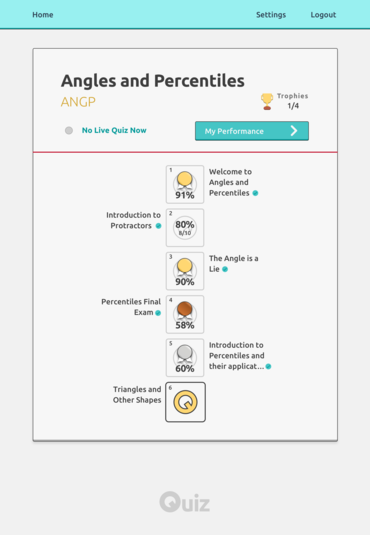 Home
Settings
Logout
Angles and Percentiles
ANGP
Trophies
1/4
No Live Quiz Now
My Performance
1
91%
Welcome to
Angles and
Percentiles
Introduction to
Protractors
2
80%
8/10
3
90%
The Angle is a
Lie
Percentiles Final
Exam
4
58%
5
60%
Introduction to
Percentiles and
their applicat...
Triangles and
Other Shapes
6
Quiz